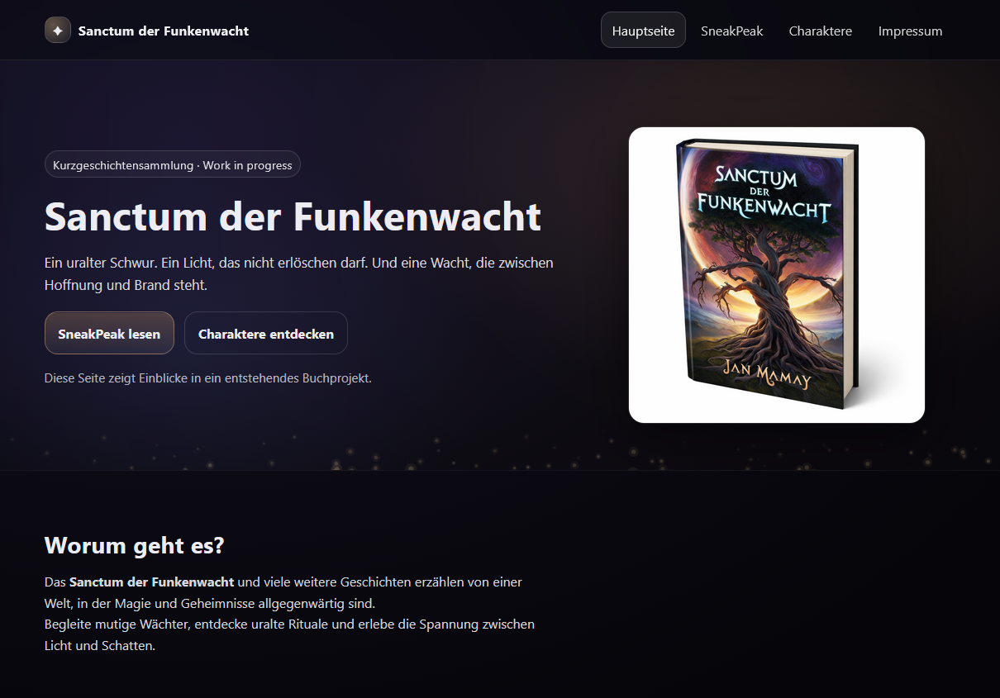 Sanctum der Funkenwacht
Hauptseite
SneakPeak
Charaktere
Impressum
Kurzgeschichtensammlung · Work in progress
Sanctum der Funkenwacht
Ein uralter Schwur. Ein Licht, das nicht erlöschen darf. Und eine Wacht, die zwischen
Hoffnung und Brand steht.
SneakPeak lesen
Charaktere entdecken
Diese Seite zeigt Einblicke in ein entstehendes Buchprojekt.
SANCTUM
DER
FUNKENWACHT
JAN MAMAY
Worum geht es?
Das Sanctum der Funkenwacht und viele weitere Geschichten erzählen von einer
Welt, in der Magie und Geheimnisse allgegenwärtig sind.
Begleite mutige Wächter, entdecke uralte Rituale und erlebe die Spannung zwischen
Licht und Schatten.